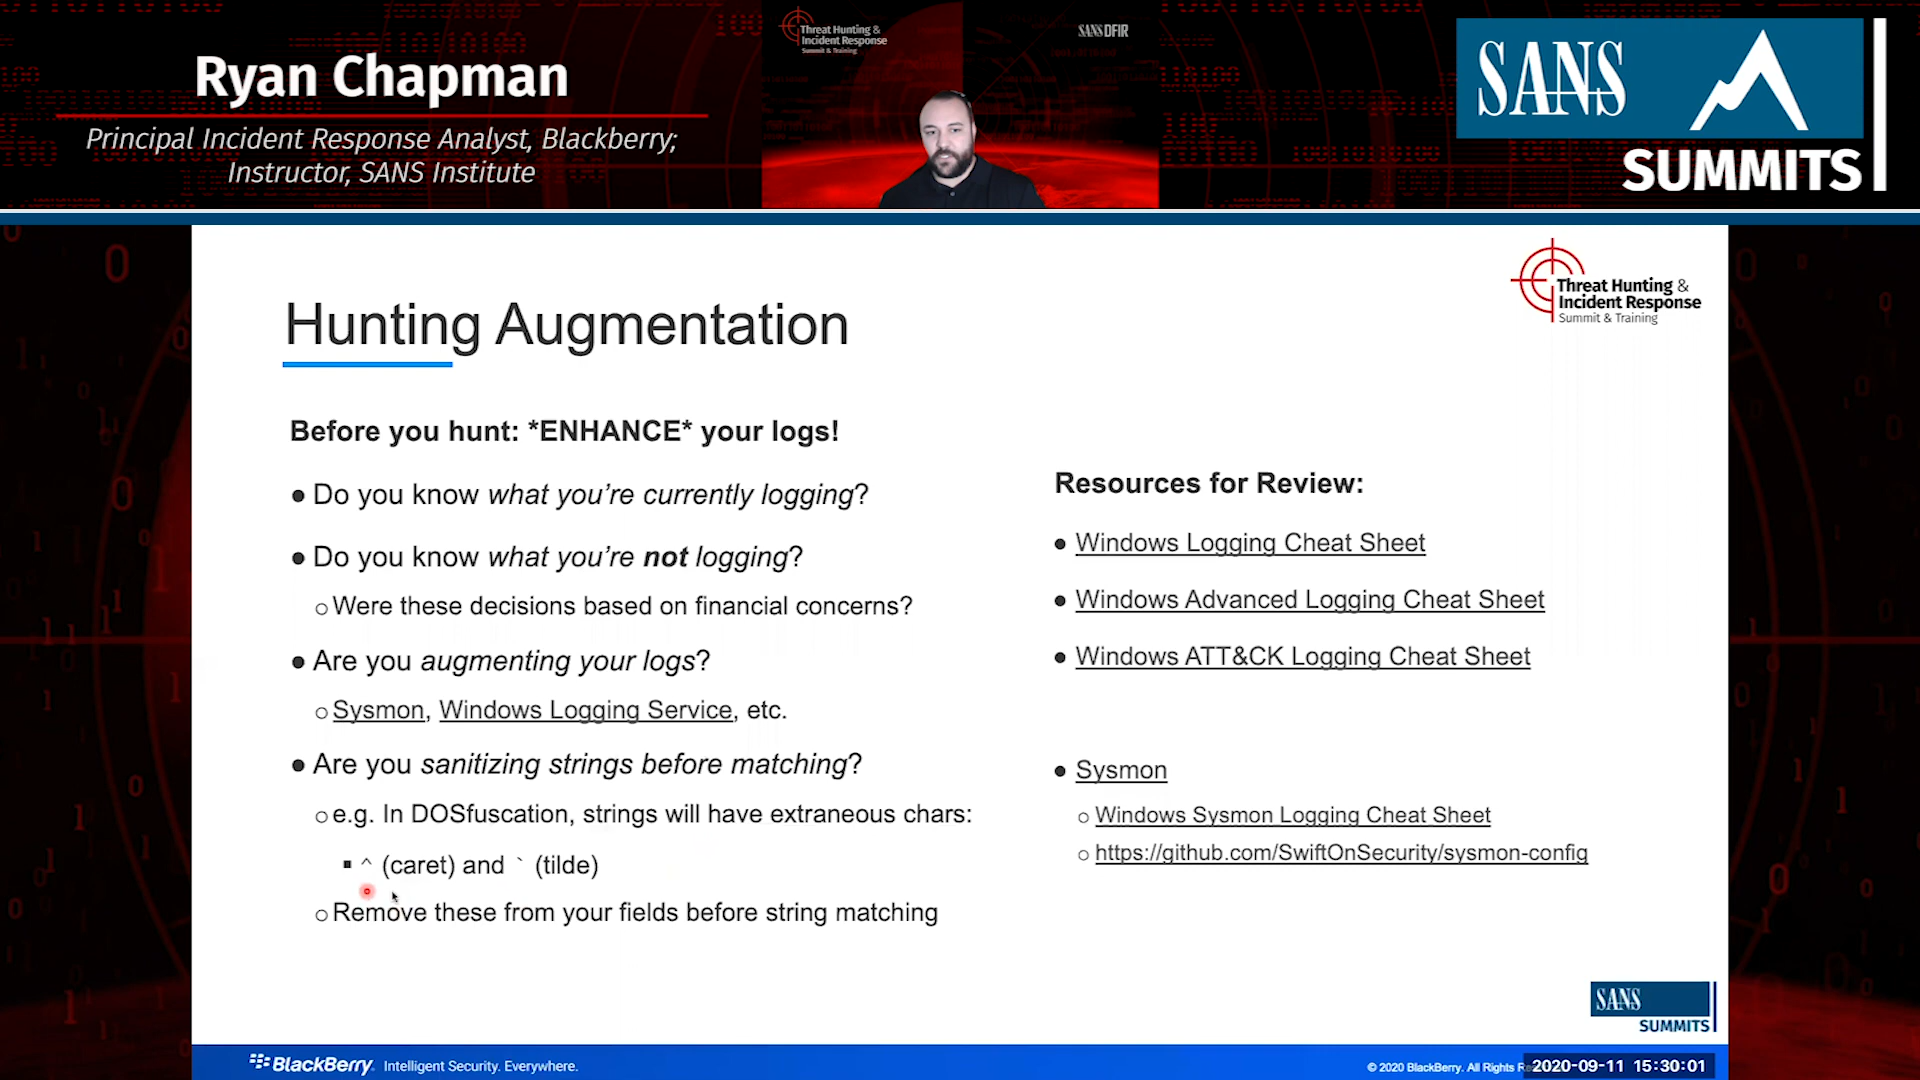 Ryan Chapman
Principal Incident Response Analyst, Blackberry;
Instructor, SANS Institute
Threat Hunting &
Incident Response
Summit & Training
SANS DFIR
SANS
SUMMITS
Threat Hunting &
Incident Response
Summit & Training
Hunting Augmentation
Before you hunt: *ENHANCE* your logs!
● Do you know what you're currently logging?
● Do you know what you're not logging?
○ Were these decisions based on financial concerns?
● Are you augmenting your logs?
○ Sysmon, Windows Logging Service, etc.
● Are you sanitizing strings before matching?
○ e.g. In DOSfuscation, strings will have extraneous chars:
▪ ^ (caret) and ` (tilde)
○ Remove these from your fields before string matching
Resources for Review:
● Windows Logging Cheat Sheet
● Windows Advanced Logging Cheat Sheet
● Windows ATT&CK Logging Cheat Sheet
● Sysmon
○ Windows Sysmon Logging Cheat Sheet
○ https://github.com/SwiftOnSecurity/sysmon-config
SANS
SUMMITS
BlackBerry. Intelligent Security. Everywhere.
© 2020 BlackBerry. All Rights
2020-09-11 15:30:01